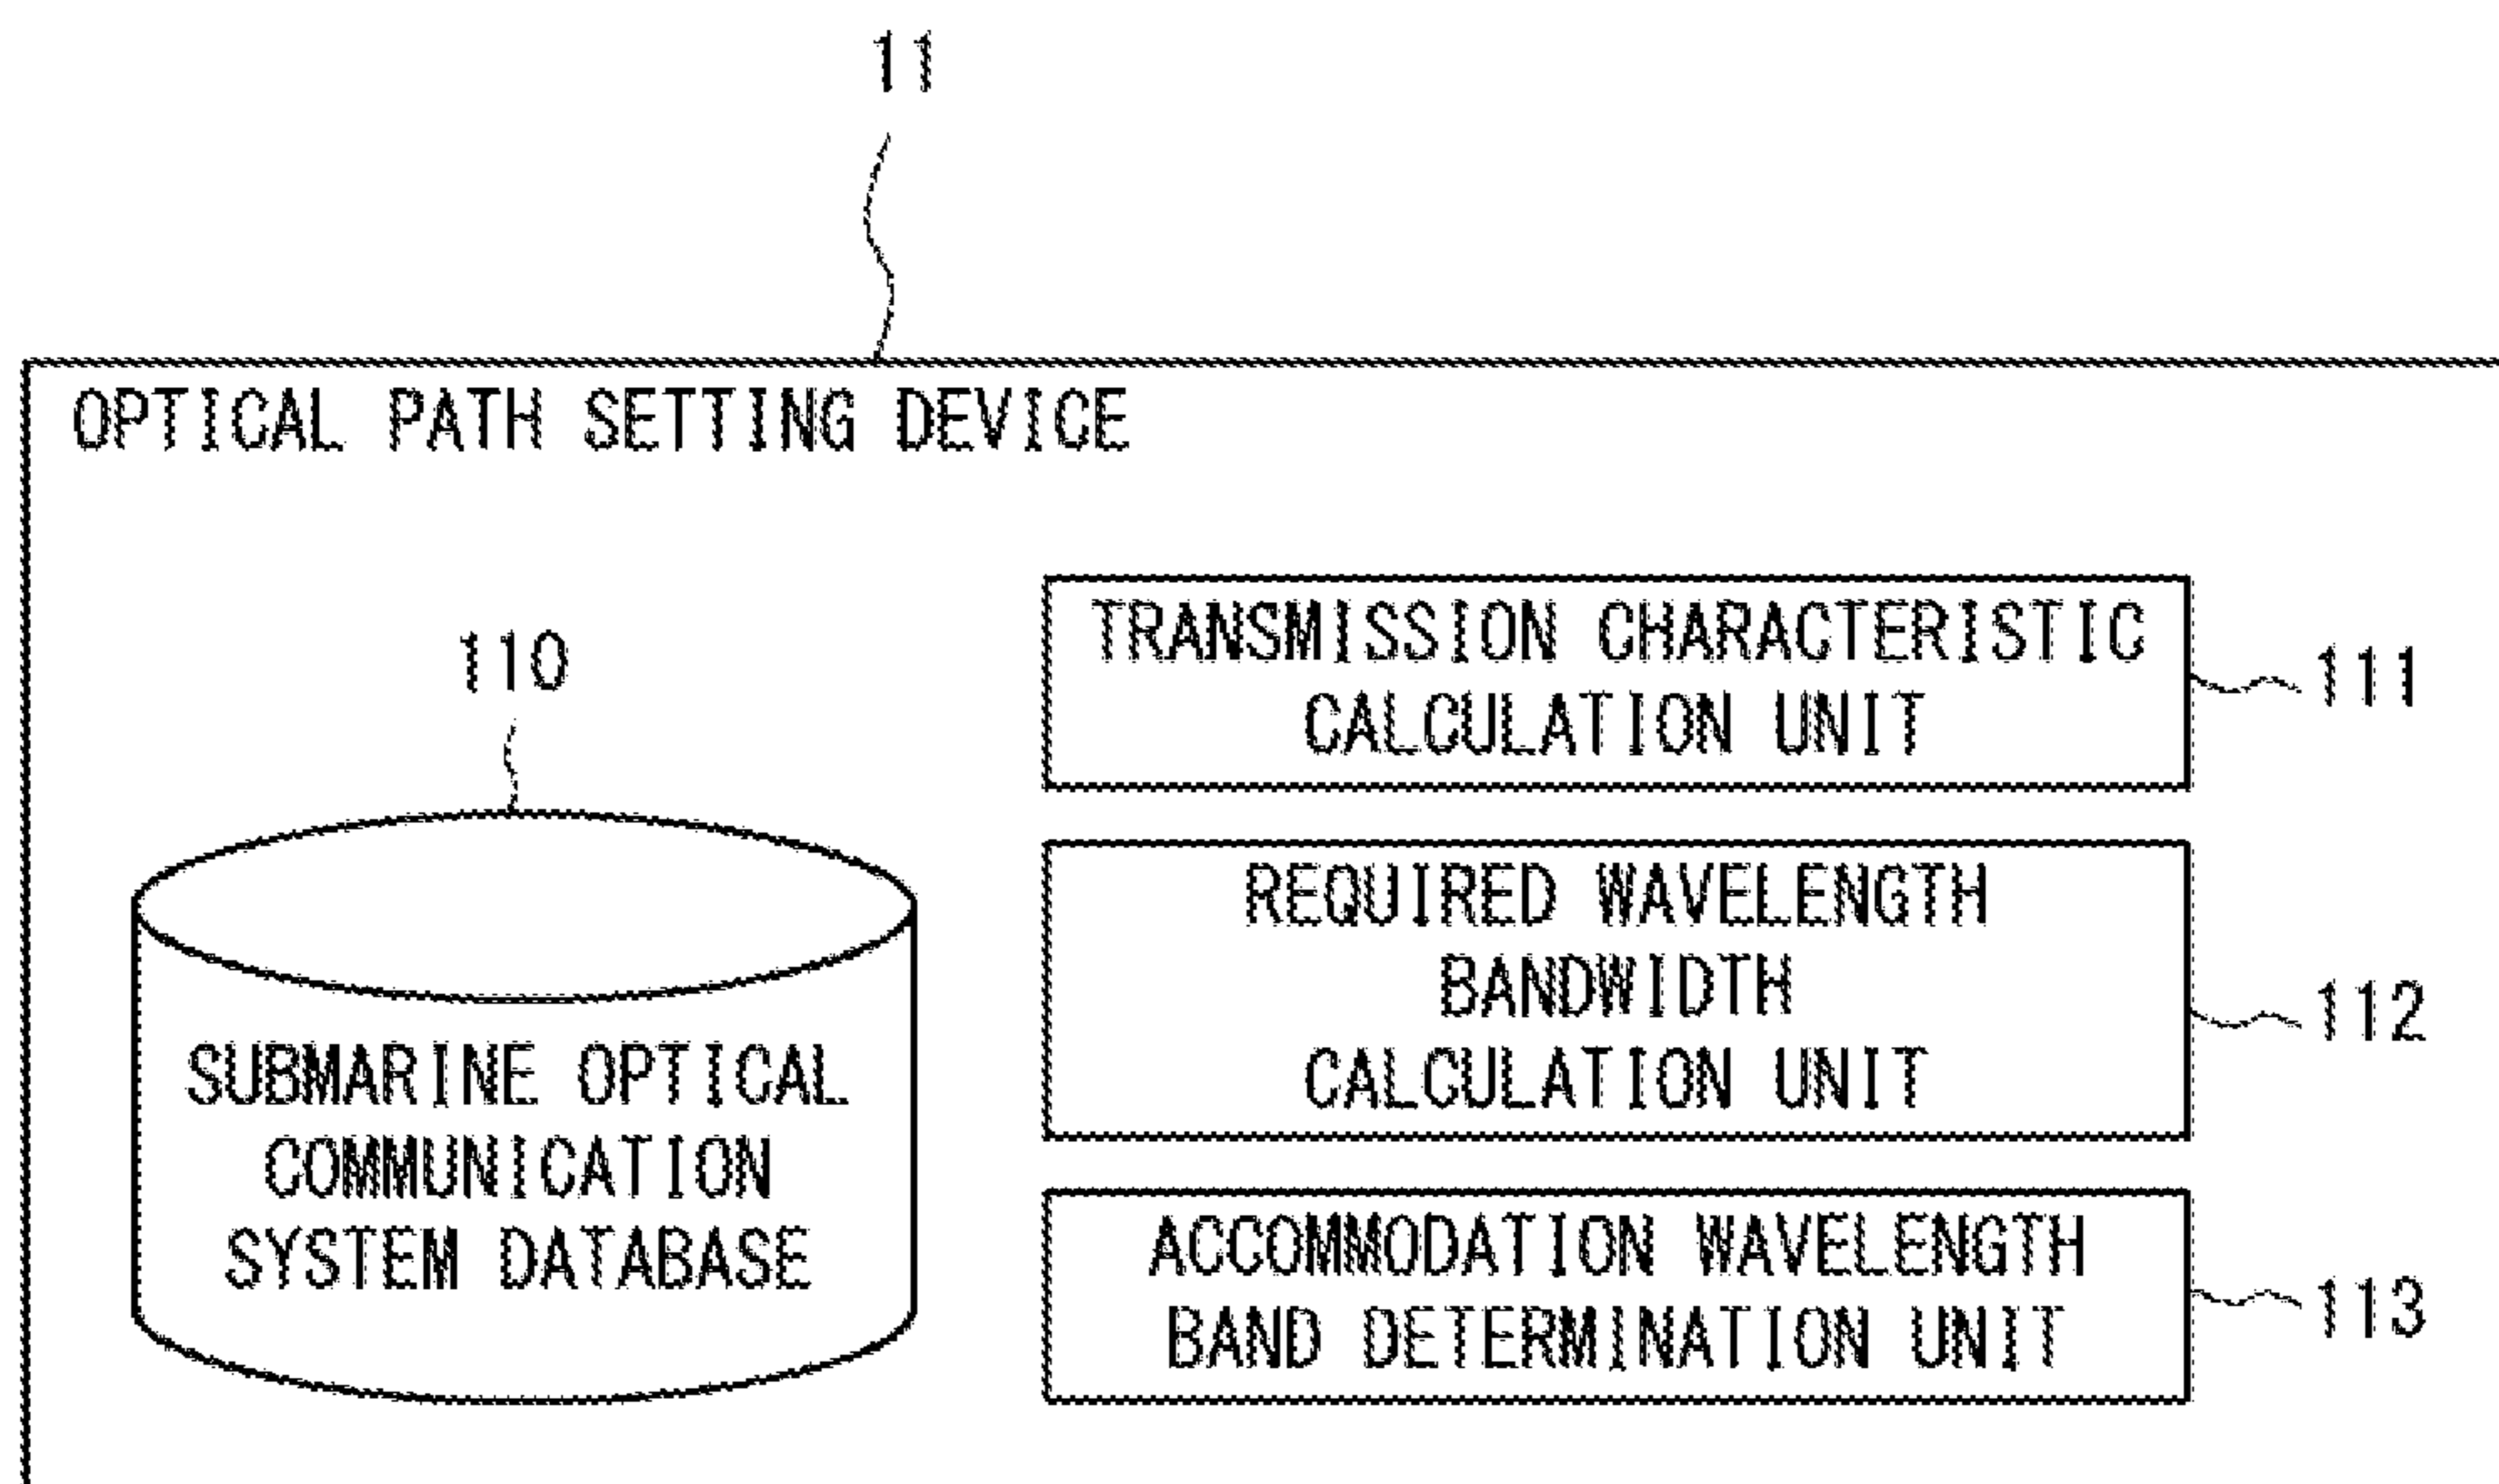 11
OPTICAL PATH SETTING DEVICE
110
SUBMARINE OPTICAL
COMMUNICATION
SYSTEM DATABASE
TRANSMISSION CHARACTERISTIC
CALCULATION UNIT
111
REQUIRED WAVELENGTH
BANDWIDTH
CALCULATION UNIT
112
ACCOMMODATION WAVELENGTH
BAND DETERMINATION UNIT
113